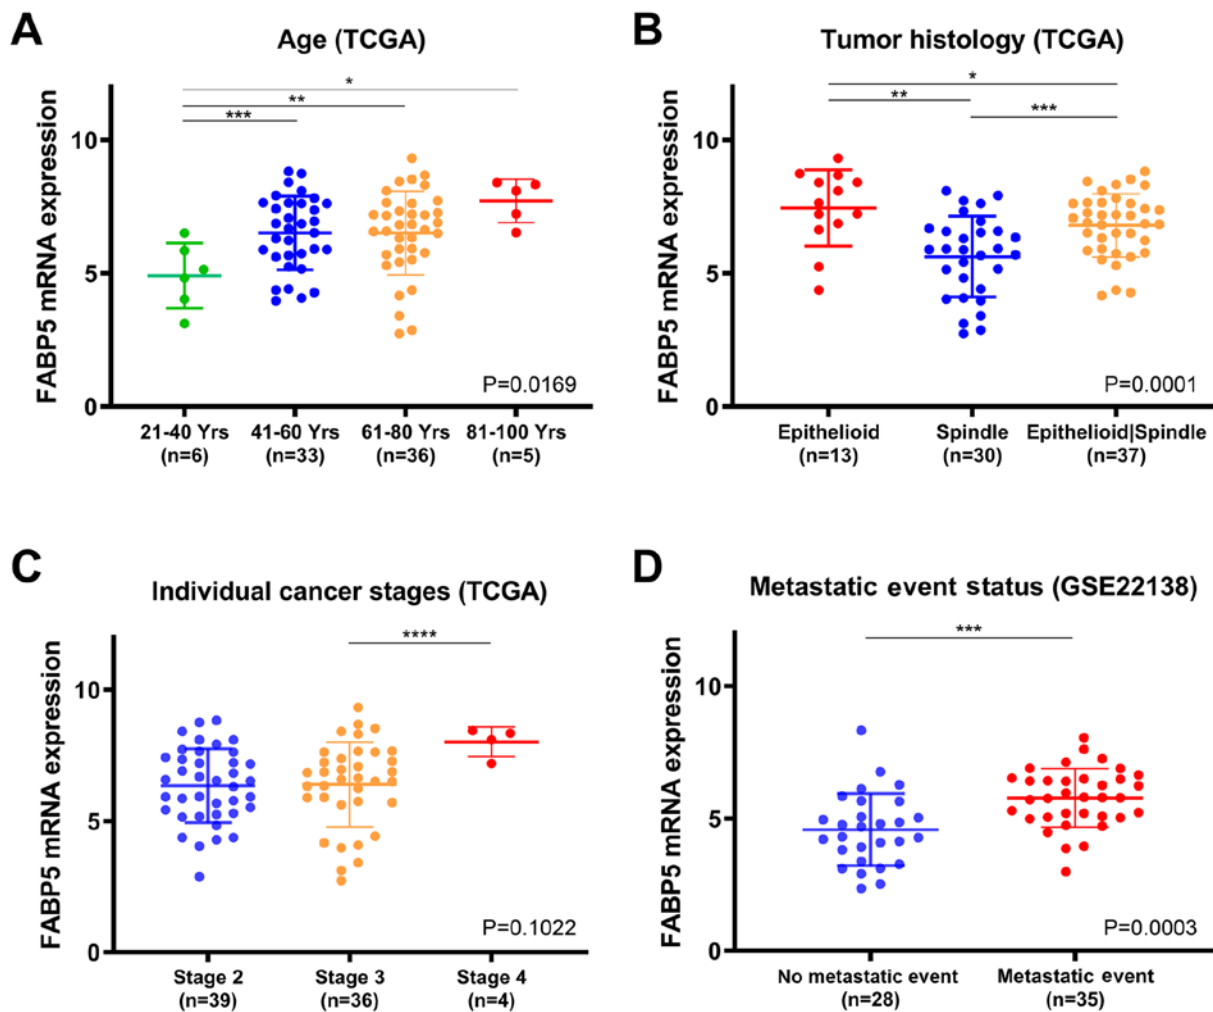 A
Age (TCGA)
FABP5 mRNA expression
10
5
0
*
**
***
P=0.0169
21-40 Yrs 41-60 Yrs 61-80 Yrs 81-100 Yrs
(n=6) (n=33) (n=36) (n=5)
B
Tumor histology (TCGA)
FABP5 mRNA expression
10
5
0
*
**
***
P=0.0001
Epithelioid Spindle Epithelioid|Spindle
(n=13) (n=30) (n=37)
C
Individual cancer stages (TCGA)
FABP5 mRNA expression
10
5
0
****
P=0.1022
Stage 2 Stage 3 Stage 4
(n=39) (n=36) (n=4)
D
Metastatic event status (GSE22138)
FABP5 mRNA expression
10
5
0
***
P=0.0003
No metastatic event Metastatic event
(n=28) (n=35)